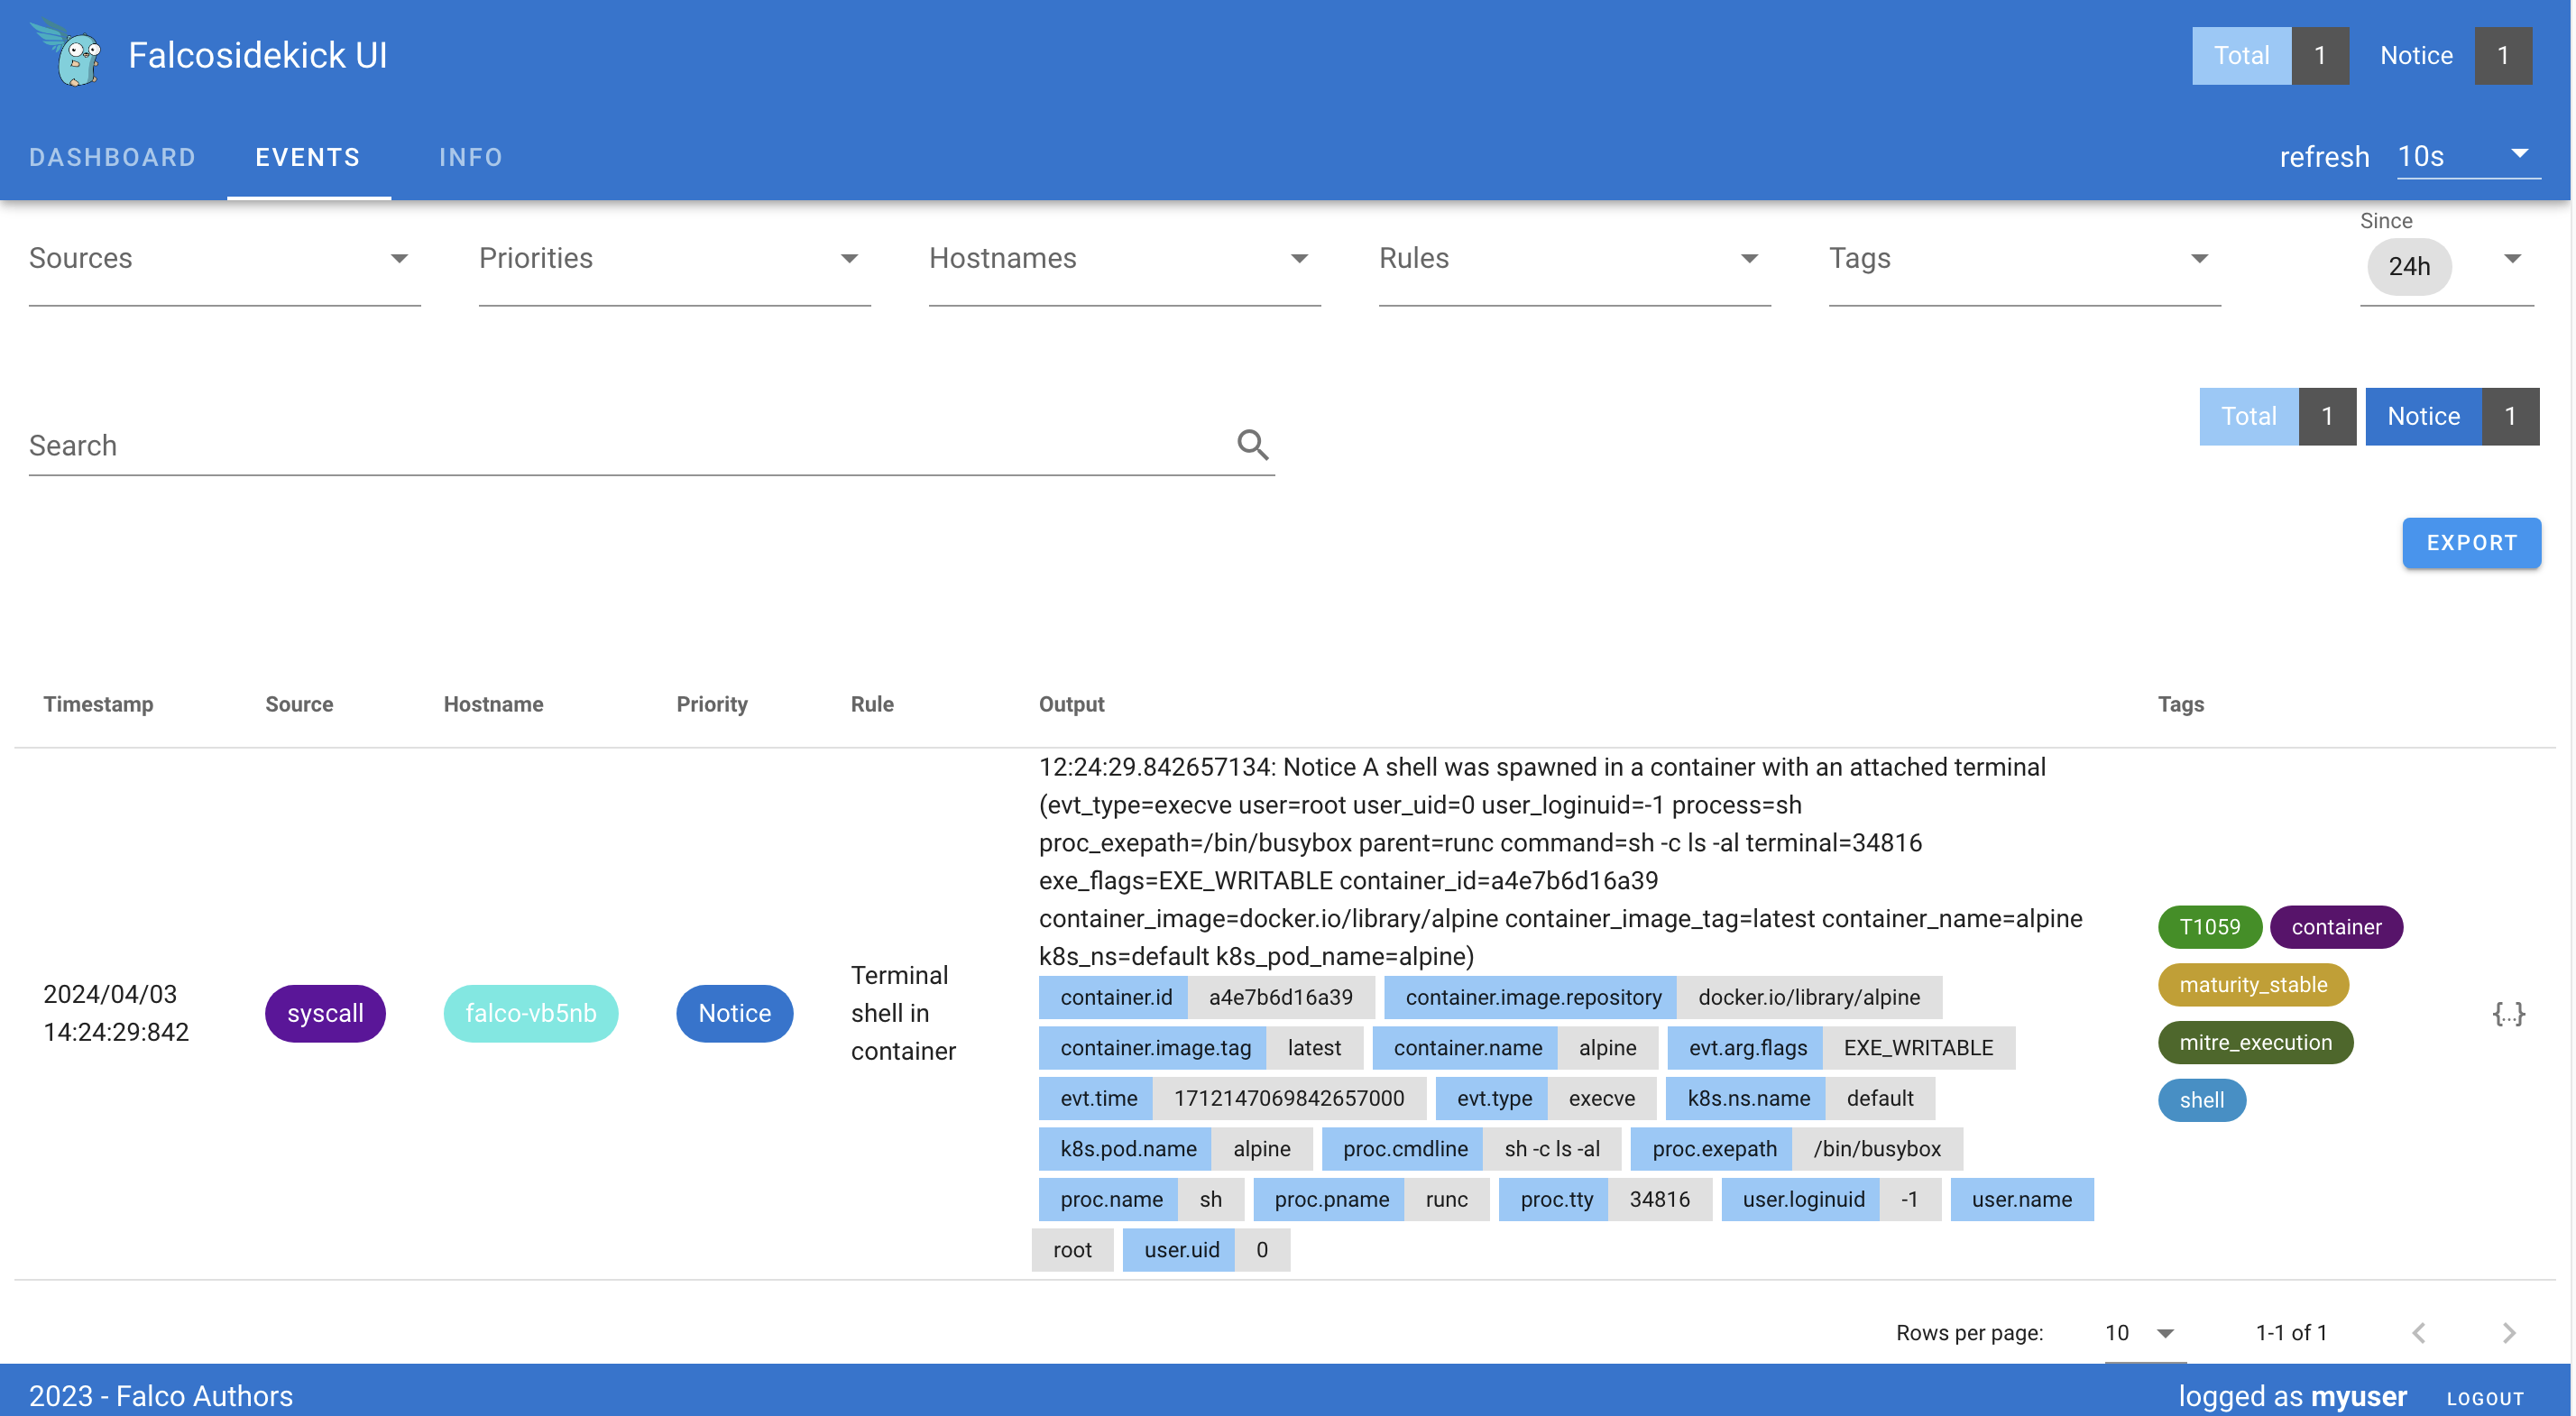 Falcosidekick UI
Total 1 Notice 1
DASHBOARD EVENTS INFO
refresh 10s
Since
Sources Priorities Hostnames Rules Tags 24h
Total 1 Notice 1
Search
EXPORT
Timestamp Source Hostname Priority Rule Output Tags
2024/04/03
14:24:29:842
syscall
falco-vb5nb
Notice
Terminal
shell in
container
12:24:29.842657134: Notice A shell was spawned in a container with an attached terminal
(evt_type=execve user=root user_uid=0 user_loginuid=-1 process=sh
proc_exepath=/bin/busybox parent=runc command=sh -c ls -al terminal=34816
exe_flags=EXE_WRITABLE container_id=a4e7b6d16a39
container_image=docker.io/library/alpine container_image_tag=latest container_name=alpine
k8s_ns=default k8s_pod_name=alpine)
container.id a4e7b6d16a39 container.image.repository docker.io/library/alpine
container.image.tag latest container.name alpine evt.arg.flags EXE_WRITABLE
evt.time 1712147069842657000 evt.type execve k8s.ns.name default
k8s.pod.name alpine proc.cmdline sh -c ls -al proc.exepath /bin/busybox
proc.name sh proc.pname runc proc.tty 34816 user.loginuid -1 user.name
root user.uid 0
T1059 container
maturity_stable
mitre_execution
shell
{...}
Rows per page: 10 1-1 of 1
2023 - Falco Authors
logged as myuser LOGOUT